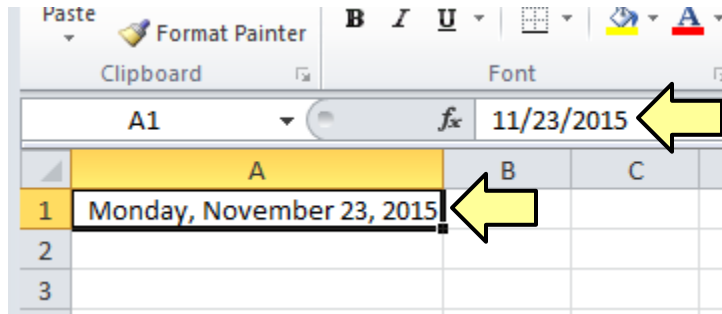 Paste
Format Painter
B I U A
Clipboard
Font
A1
fx
11/23/2015
A B C
1 Monday, November 23, 2015
2
3